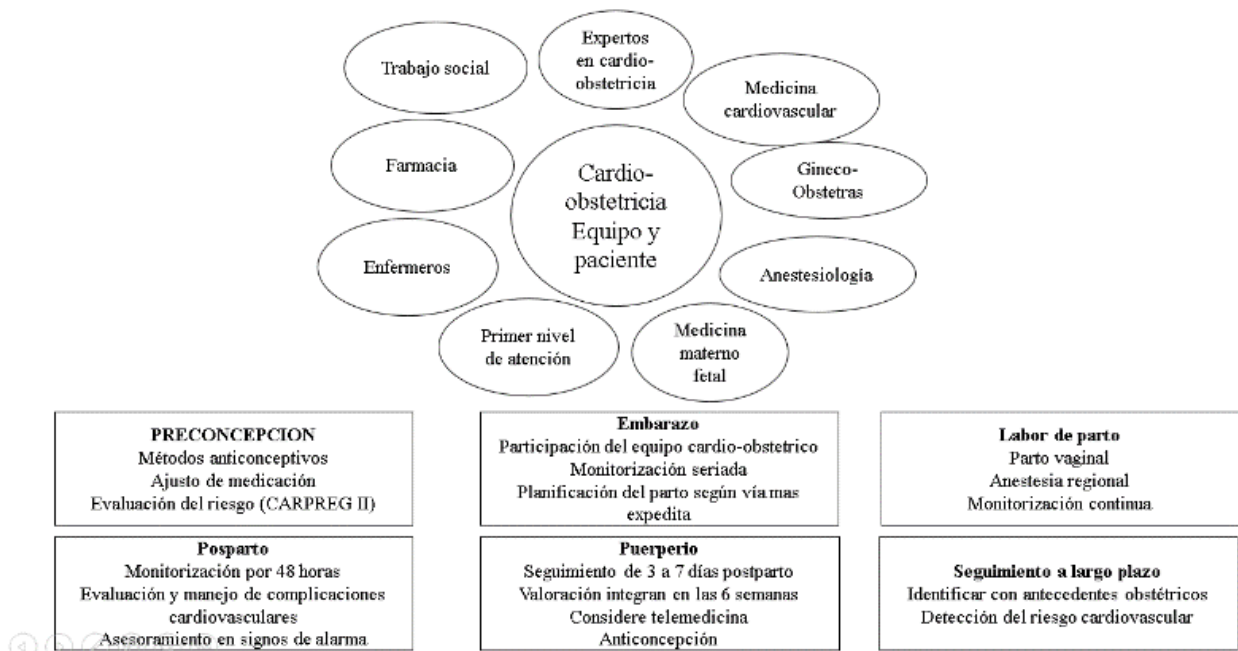 Trabajo social
Expertos
en cardio-
obstetricia
Medicina
cardiovascular
Farmacia
Gineco-
Obstetras
Cardio-
obstetricia
Equipo y
paciente
Enfermeros
Anestesiología
Primer nivel
de atención
Medicina
materno
fetal
PRECONCEPCION
Métodos anticonceptivos
Ajusto de medicación
Evaluación del riesgo (CARPREG II)
Embarazo
Participación del equipo cardio-obstetrico
Monitorización seriada
Planificación del parto según vía mas
expedita
Labor de parto
Parto vaginal
Anestesia regional
Monitorización continua
Posparto
Monitorización por 48 horas
Evaluación y manejo de complicaciones
cardiovasculares
Asesoramiento en signos de alarma
Puerperio
Seguimiento de 3 a 7 días postparto
Valoración integran en las 6 semanas
Considere telemedicina
Anticoncepción
Seguimiento a largo plazo
Identificar con antecedentes obstétricos
Detección del riesgo cardiovascular